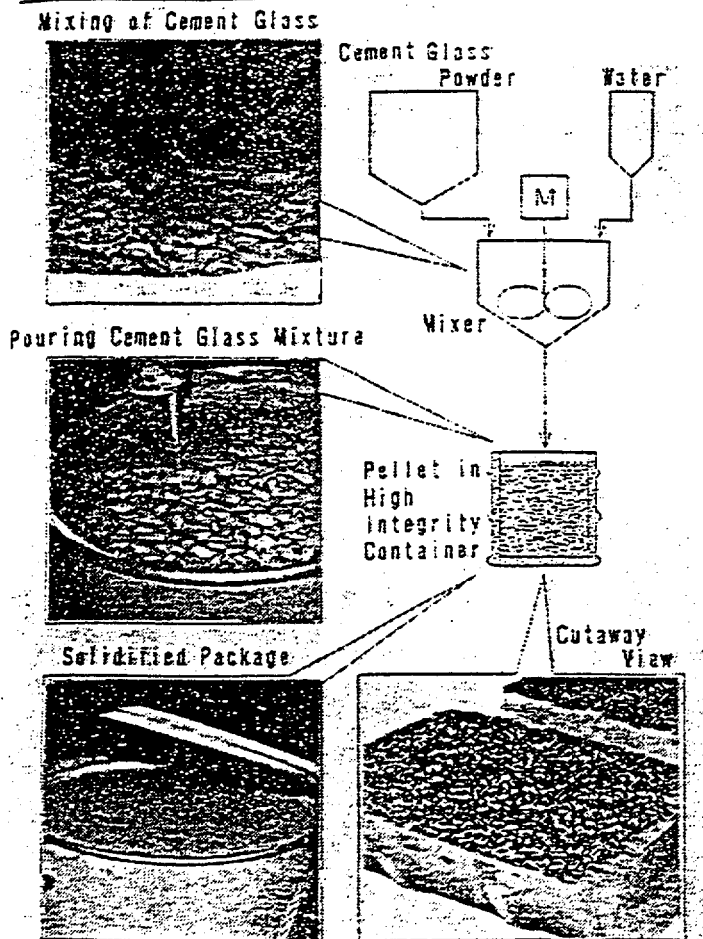 Mixing of Cement Glass
Cement Glass
Powder
Water
M
Mixer
Pouring Cement Glass Mixture
Pellet in
High
Integrity
Container
Solidified Package
Cutaway
View